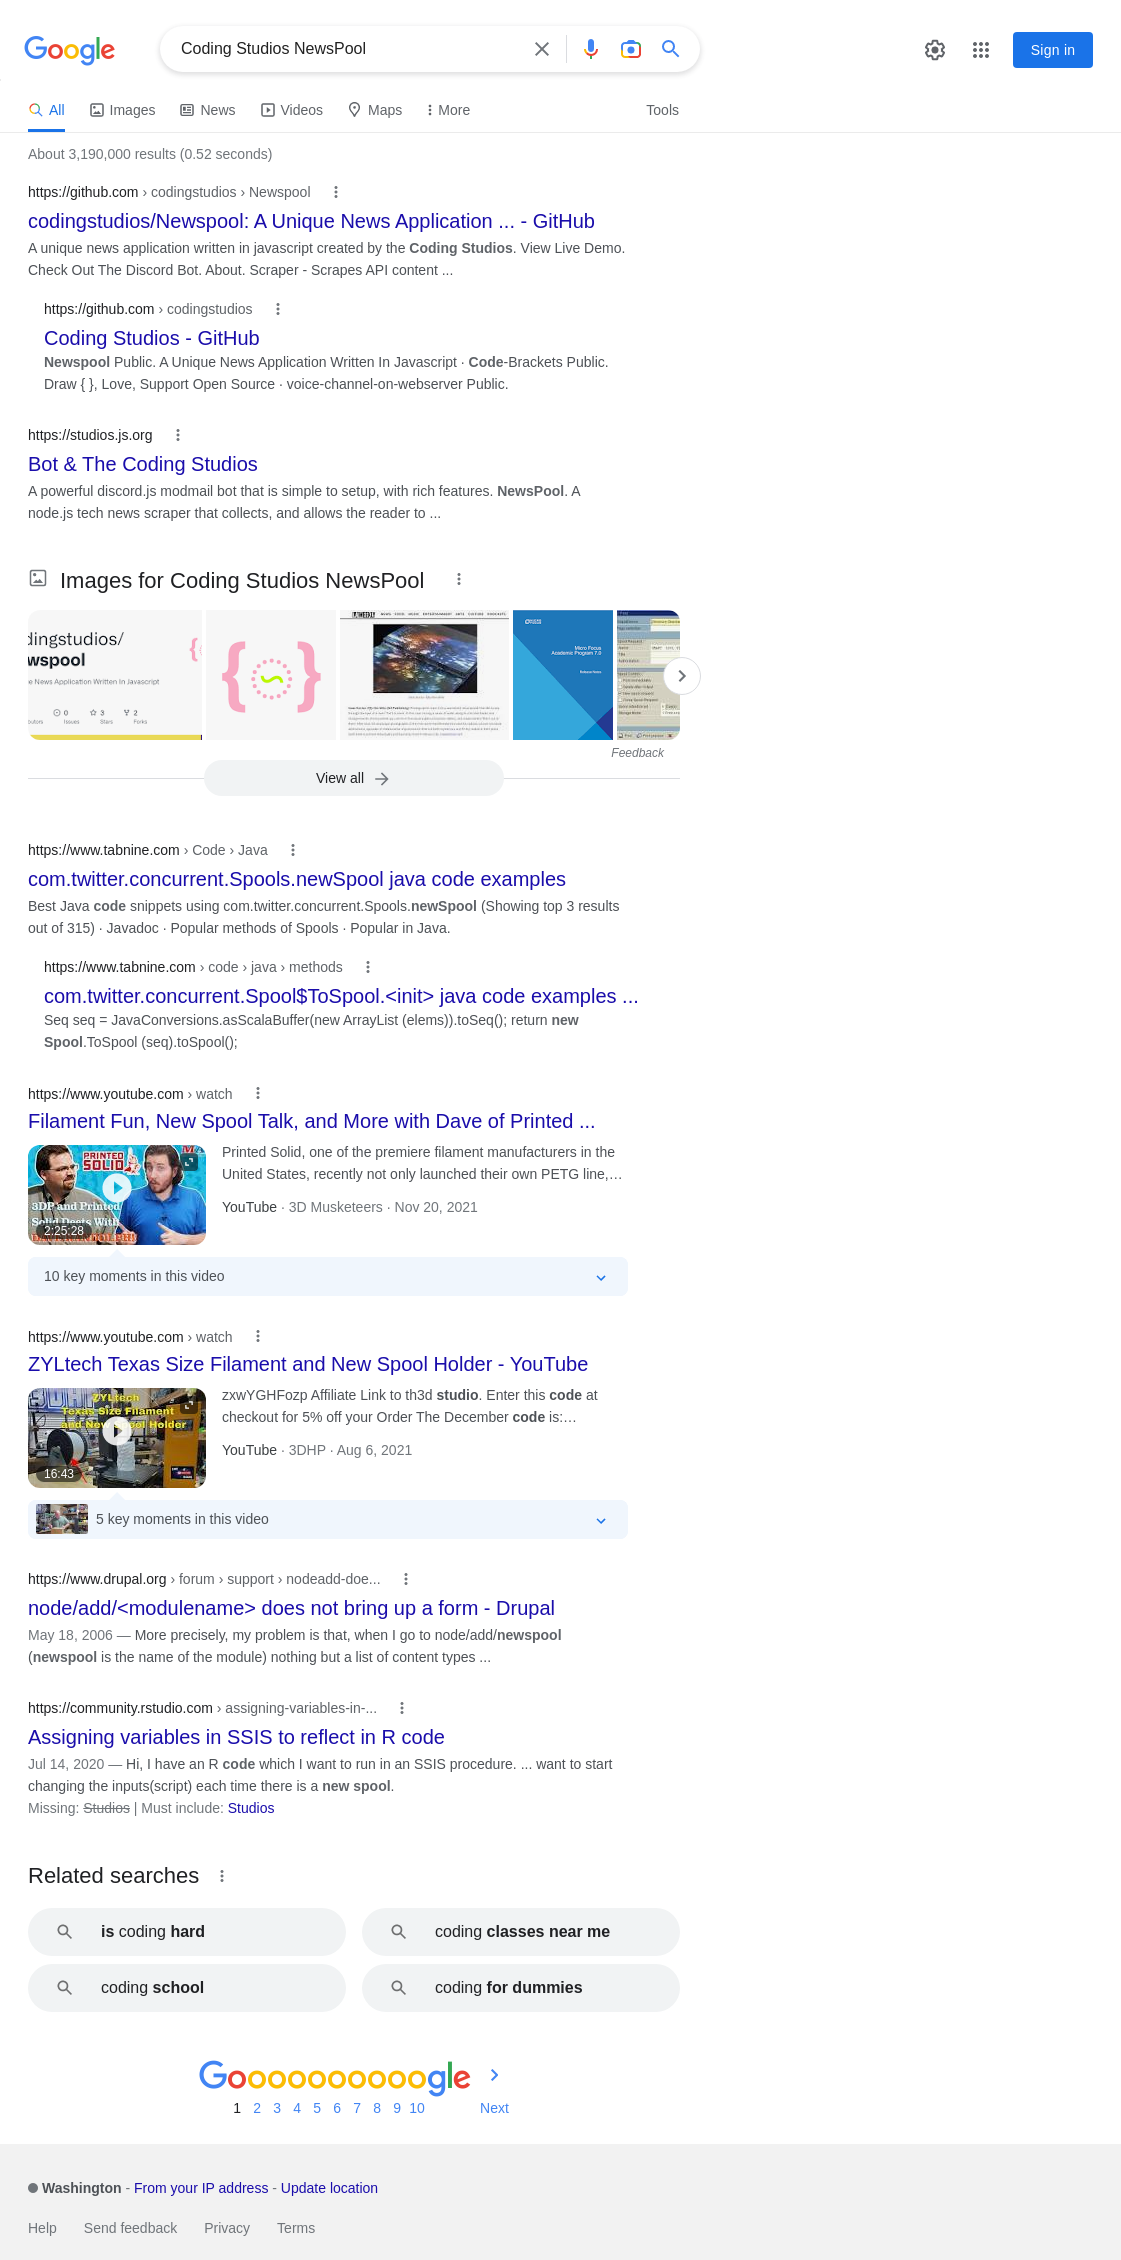 Google
Coding Studios NewsPool
Sign in
All
Images
News
Videos
Maps
More
Tools
About 3,190,000 results (0.52 seconds)
https://github.com › codingstudios › Newspool
codingstudios/Newspool: A Unique News Application ... - GitHub
A unique news application written in javascript created by the Coding Studios. View Live Demo.
Check Out The Discord Bot. About. Scraper - Scrapes API content ...
https://github.com › codingstudios
Coding Studios - GitHub
Newspool Public. A Unique News Application Written In Javascript · Code-Brackets Public.
Draw { }, Love, Support Open Source · voice-channel-on-webserver Public.
https://studios.js.org
Bot & The Coding Studios
A powerful discord.js modmail bot that is simple to setup, with rich features. NewsPool. A
node.js tech news scraper that collects, and allows the reader to ...
Images for Coding Studios NewsPool
dingstudios/
wspool
e News Application Written In Javascript
0
3
2
Issues
Stars
Forks
Micro Focus
Academic Program 7.0
Feedback
View all
https://www.tabnine.com › Code › Java
com.twitter.concurrent.Spools.newSpool java code examples
Best Java code snippets using com.twitter.concurrent.Spools.newSpool (Showing top 3 results
out of 315) · Javadoc · Popular methods of Spools · Popular in Java.
https://www.tabnine.com › code › java › methods
com.twitter.concurrent.Spool$ToSpool.<init> java code examples ...
Seq seq = JavaConversions.asScalaBuffer(new ArrayList (elems)).toSeq(); return new
Spool.ToSpool (seq).toSpool();
https://www.youtube.com › watch
Filament Fun, New Spool Talk, and More with Dave of Printed ...
PRINTED
SOLID
3DP and Printed
Solid Deets With
2:25:28
Printed Solid, one of the premiere filament manufacturers in the
United States, recently not only launched their own PETG line,...
YouTube · 3D Musketeers · Nov 20, 2021
10 key moments in this video
https://www.youtube.com › watch
ZYLtech Texas Size Filament and New Spool Holder - YouTube
ZYLtech
Texas Size Filament
and New Spool Holder
16:43
zxwYGHFozp Affiliate Link to th3d studio. Enter this code at
checkout for 5% off your Order The December code is:...
YouTube · 3DHP · Aug 6, 2021
5 key moments in this video
https://www.drupal.org › forum › support › nodeadd-doe...
node/add/<modulename> does not bring up a form - Drupal
May 18, 2006 — More precisely, my problem is that, when I go to node/add/newspool
(newspool is the name of the module) nothing but a list of content types ...
https://community.rstudio.com › assigning-variables-in-...
Assigning variables in SSIS to reflect in R code
Jul 14, 2020 — Hi, I have an R code which I want to run in an SSIS procedure. ... want to start
changing the inputs(script) each time there is a new spool.
Missing: Studios | Must include: Studios
Related searches
is coding hard
coding classes near me
coding school
coding for dummies
Goooooooooogle
1 2 3 4 5 6 7 8 9 10 Next
Washington - From your IP address - Update location
Help Send feedback Privacy Terms